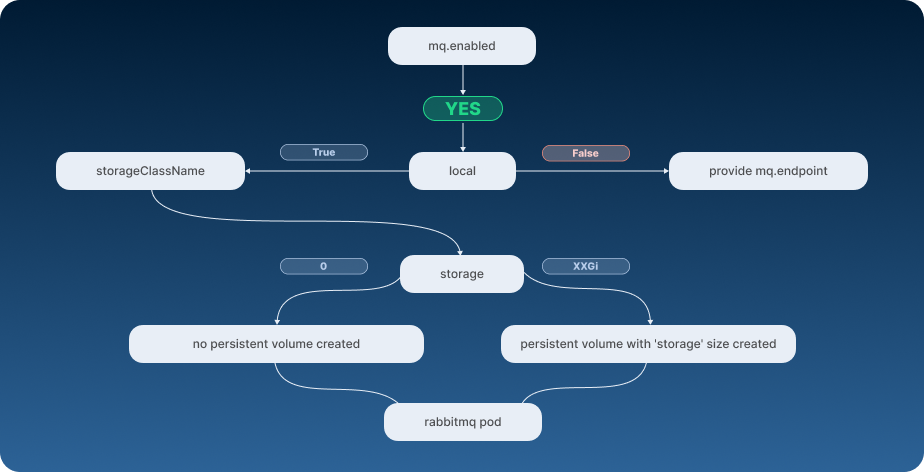 mq.enabled
YES
True
False
storageClassName
local
provide mq.endpoint
0
XXGi
storage
no persistent volume created
persistent volume with 'storage' size created
rabbitmq pod